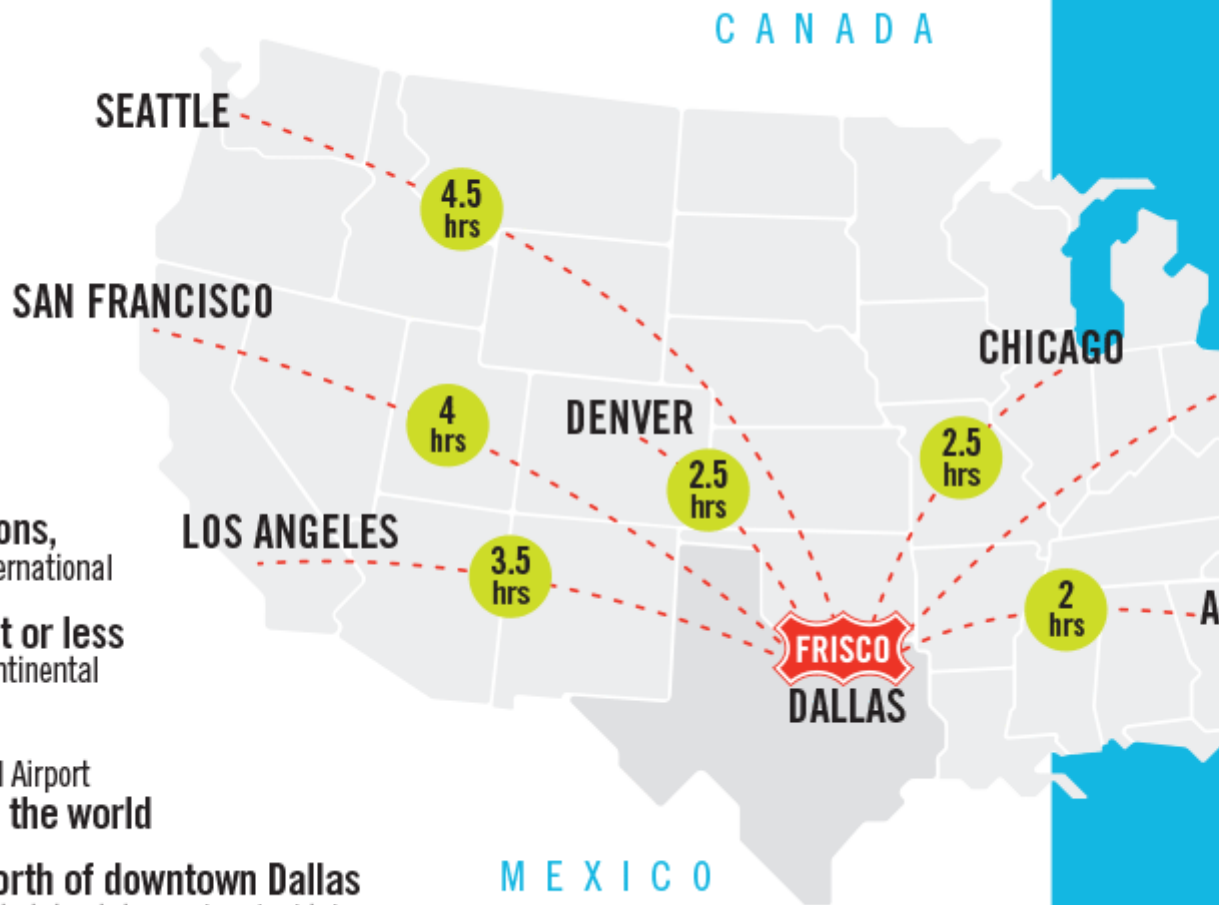 CANADA
SEATTLE
4.5
hrs
SAN FRANCISCO
CHICAGO
4
hrs
DENVER
2.5
hrs
2.5
hrs
LOS ANGELES
3.5
hrs
2
hrs
A
FRISCO
DALLAS
ons,
ernational
t or less
ntinental
l Airport
the world
orth of downtown Dallas
MEXICO